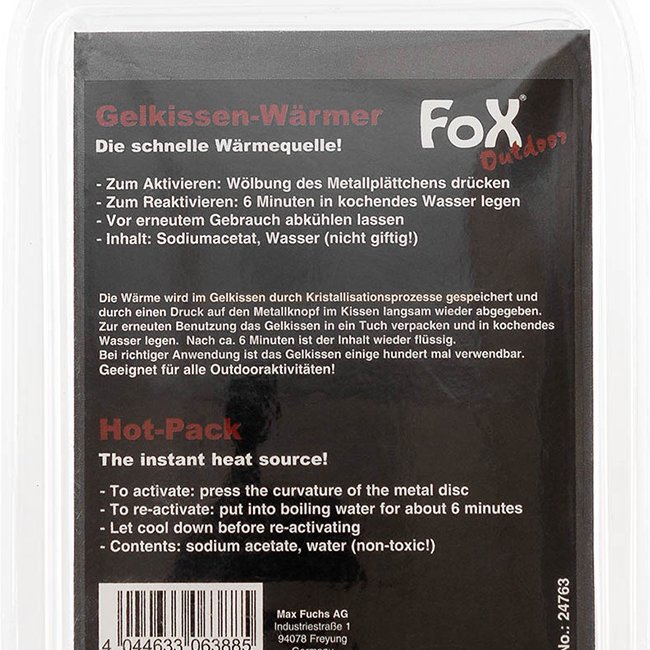 Gelkissen-Wärmer
FoX®
Outdoor
Die schnelle Wärmequelle!
- Zum Aktivieren: Wölbung des Metallplättchens drücken
- Zum Reaktivieren: 6 Minuten in kochendes Wasser legen
- Vor erneutem Gebrauch abkühlen lassen
- Inhalt: Sodiumacetat, Wasser (nicht giftig!)
Die Wärme wird im Gelkissen durch Kristallisationsprozesse gespeichert und
durch einen Druck auf den Metallknopf im Kissen langsam wieder abgegeben.
Zur erneuten Benutzung das Gelkissen in ein Tuch verpacken und in kochendes
Wasser legen. Nach ca. 6 Minuten ist der Inhalt wieder flüssig.
Bei richtiger Anwendung ist das Gelkissen einige hundert mal verwendbar.
Geeignet für alle Outdooraktivitäten!
Hot-Pack
The instant heat source!
- To activate: press the curvature of the metal disc
- To re-activate: put into boiling water for about 6 minutes
- Let cool down before re-activating
- Contents: sodium acetate, water (non-toxic!)
4 044633 063885
Max Fuchs AG
Industriestraße 1
94078 Freyung
Germany
No.: 24763